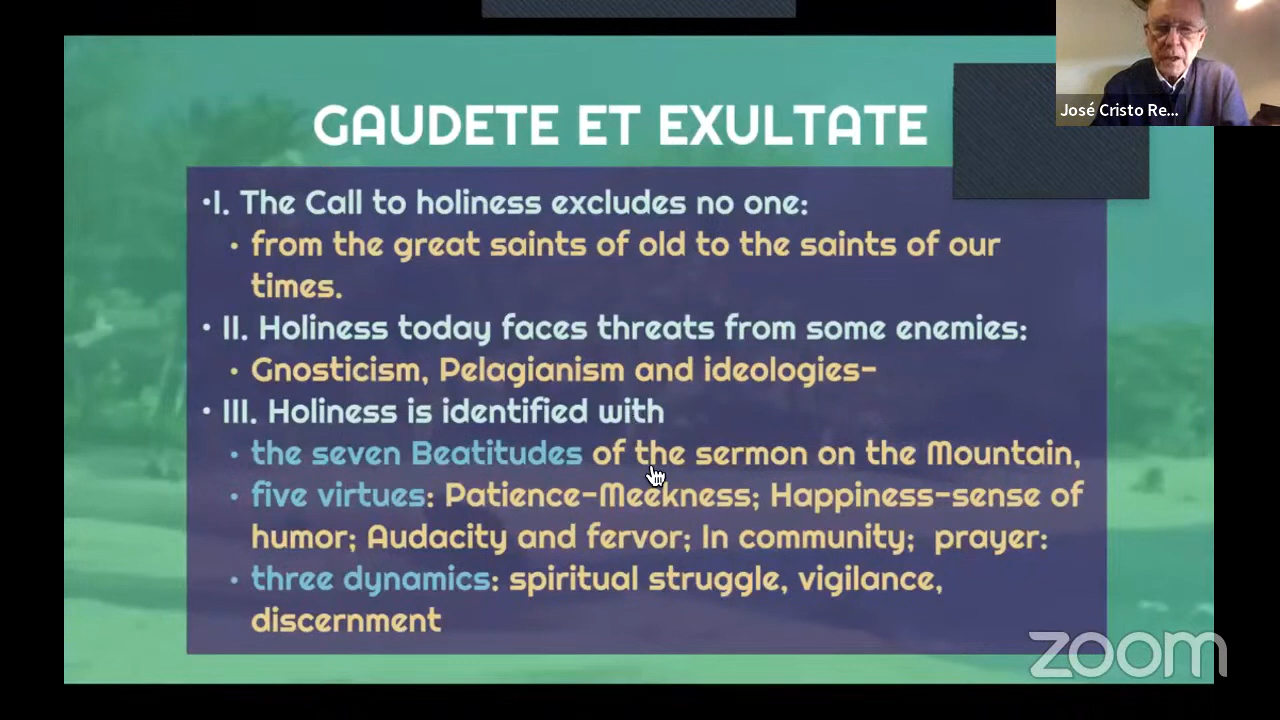 José Cristo Re...
GAUDETE ET EXULTATE
•I. The Call to holiness excludes no one:
• from the great saints of old to the saints of our
times.
• II. Holiness today faces threats from some enemies:
• Gnosticism, Pelagianism and ideologies-
• III. Holiness is identified with
• the seven Beatitudes of the sermon on the Mountain,
• five virtues: Patience-Meekness; Happiness-sense of
humor; Audacity and fervor; In community; prayer:
• three dynamics: spiritual struggle, vigilance,
discernment
zoom